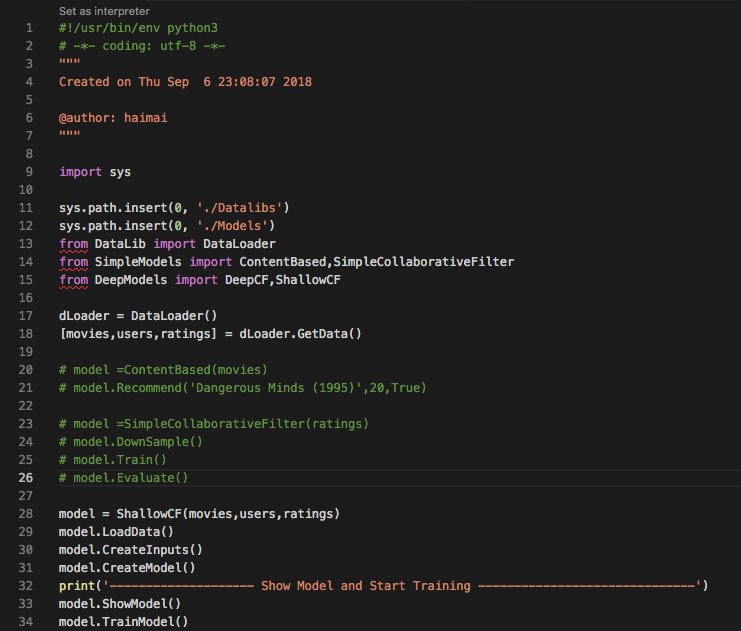 Set as interpreter
1 #!/usr/bin/env python3
2 # -*- coding: utf-8 -*-
3 """
4 Created on Thu Sep  6 23:08:07 2018
5
6 @author: haimai
7 """
8
9 import sys
10
11 sys.path.insert(0, './Datalibs')
12 sys.path.insert(0, './Models')
13 from DataLib import DataLoader
14 from SimpleModels import ContentBased,SimpleCollaborativeFilter
15 from DeepModels import DeepCF,ShallowCF
16
17 dLoader = DataLoader()
18 [movies,users,ratings] = dLoader.GetData()
19
20 # model =ContentBased(movies)
21 # model.Recommend('Dangerous Minds (1995)',20,True)
22
23 # model =SimpleCollaborativeFilter(ratings)
24 # model.DownSample()
25 # model.Train()
26 # model.Evaluate()
27
28 model = ShallowCF(movies,users,ratings)
29 model.LoadData()
30 model.CreateInputs()
31 model.CreateModel()
32 print('-------------------- Show Model and Start Training ------------------------------')
33 model.ShowModel()
34 model.TrainModel()